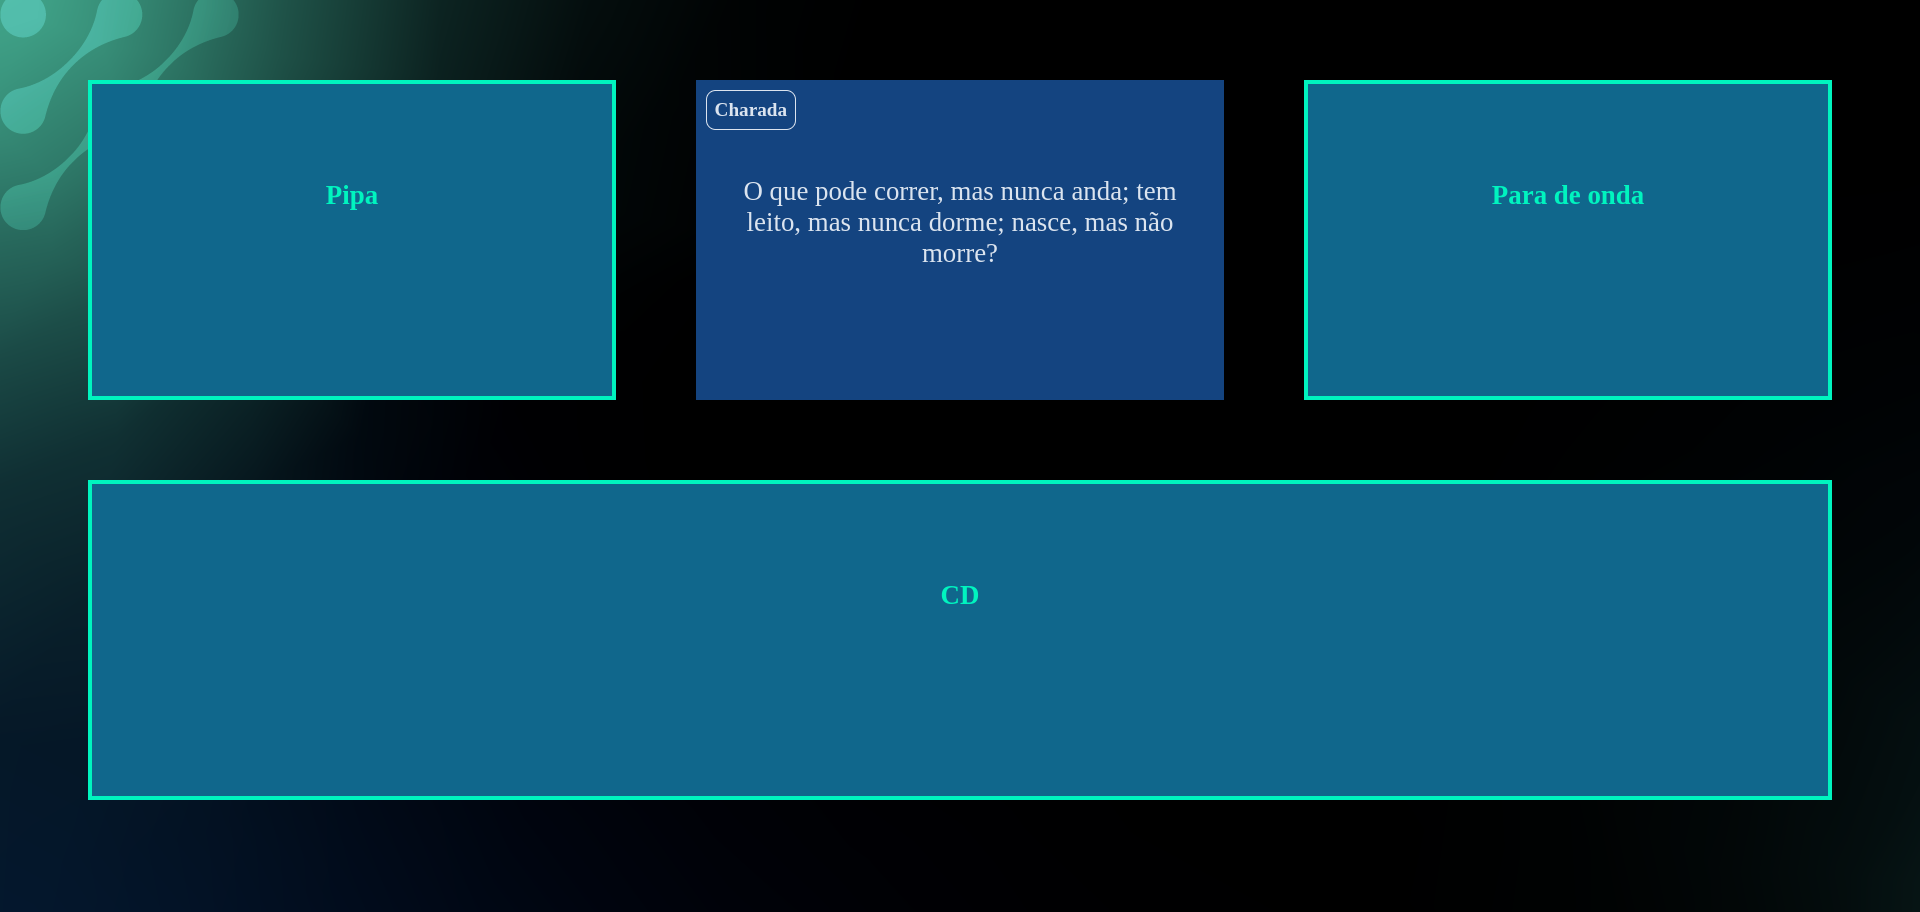 Pipa
Charada
O que pode correr, mas nunca anda; tem
leito, mas nunca dorme; nasce, mas não
morre?
Para de onda
CD